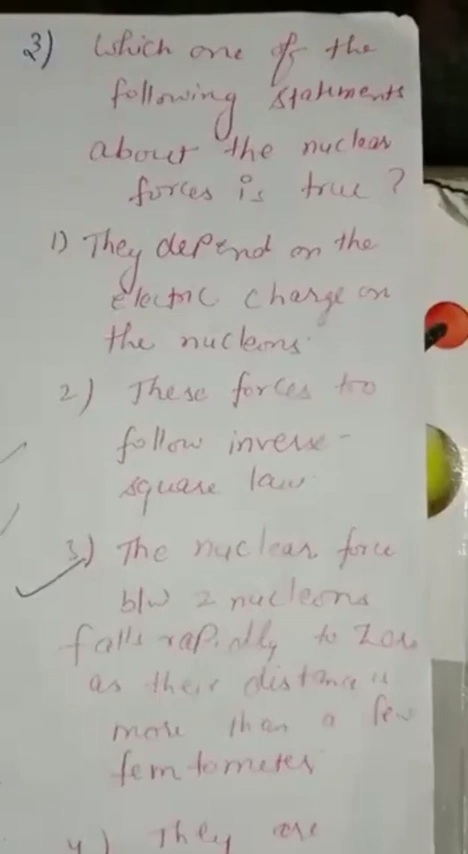 3) Which one of the
following statements
about the nuclear
forces is true ?
1) They depend on the
electric charge on
the nucleons.
2) These forces too
follow inverse-
square law.
3.) The nuclear force
b/w 2 nucleons
falls rapidly to zero
as their distance is
more than a few
femtometer
4) They are